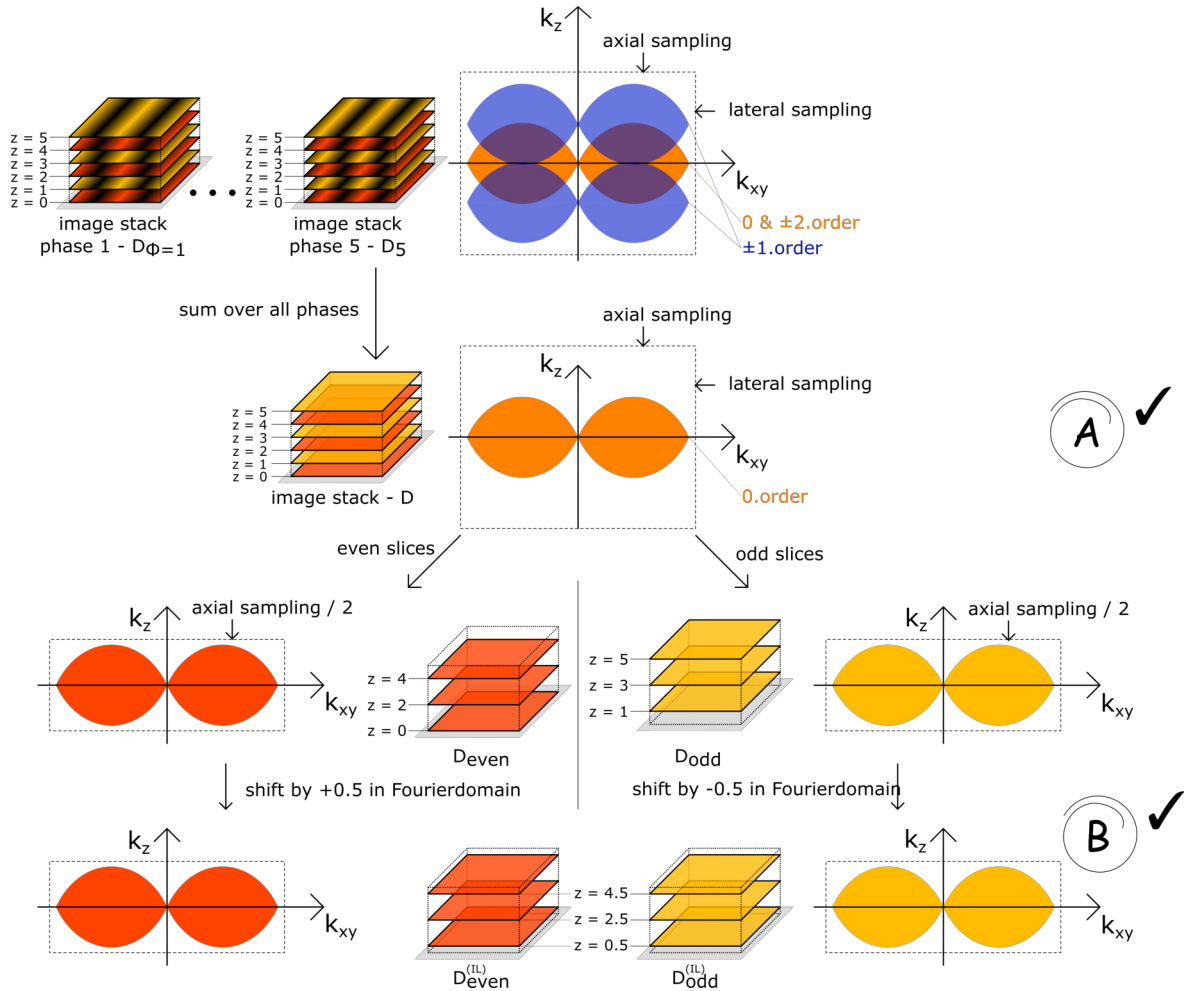 k_z
axial sampling
lateral sampling
z = 5
z = 4
z = 3
z = 2
z = 1
z = 0
z = 5
z = 4
z = 3
z = 2
z = 1
z = 0
k_xy
image stack
phase 1 - D_Φ=1
image stack
phase 5 - D_5
0 & ±2.order
±1.order
sum over all phases
axial sampling
k_z
lateral sampling
z = 5
z = 4
z = 3
z = 2
z = 1
z = 0
k_xy
image stack - D
0.order
A ✓
even slices
odd slices
axial sampling / 2
k_z
k_xy
z = 4
z = 2
z = 0
D_even
z = 5
z = 3
z = 1
D_odd
axial sampling / 2
k_z
k_xy
shift by +0.5 in Fourierdomain
shift by -0.5 in Fourierdomain
B ✓
k_z
k_xy
z = 4.5
z = 2.5
z = 0.5
k_z
k_xy
D_even^(IL)
D_odd^(IL)